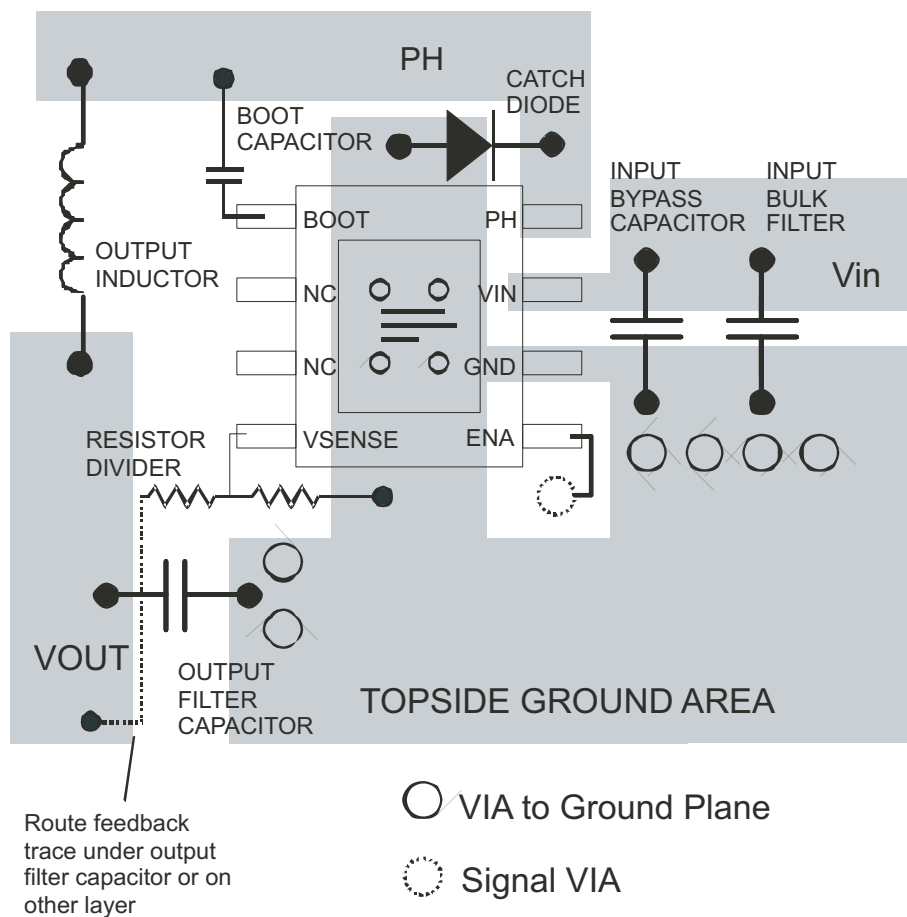 PH
CATCH
DIODE
BOOT
CAPACITOR
INPUT
BYPASS
CAPACITOR
INPUT
BULK
FILTER
BOOT
PH
OUTPUT
INDUCTOR
NC
VIN
Vin
NC
GND
RESISTOR
DIVIDER
VSENSE
ENA
VOUT
OUTPUT
FILTER
CAPACITOR
TOPSIDE GROUND AREA
Route feedback
trace under output
filter capacitor or on
other layer
VIA to Ground Plane
Signal VIA